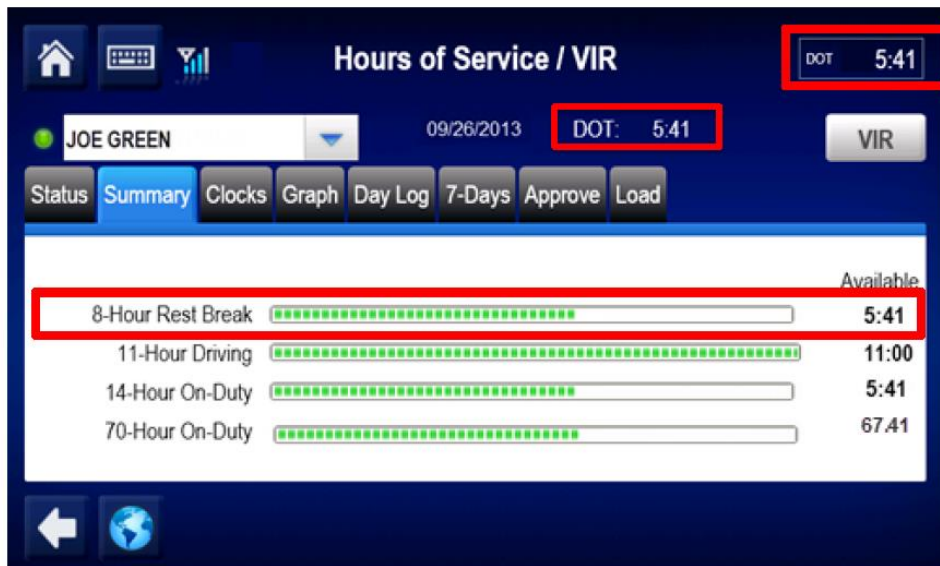 Hours of Service / VIR
DOT 5:41
JOE GREEN
09/26/2013
DOT: 5:41
VIR
Status Summary Clocks Graph Day Log 7-Days Approve Load
Available
8-Hour Rest Break 5:41
11-Hour Driving 11:00
14-Hour On-Duty 5:41
70-Hour On-Duty 67.41